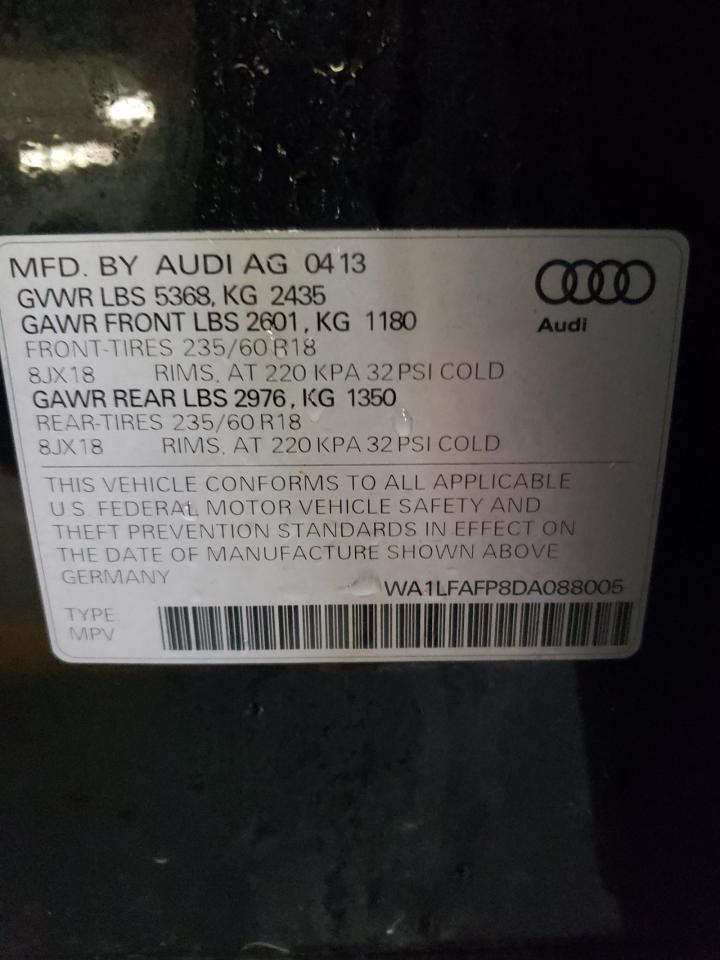 MFD. BY AUDI AG 0413
GVWR LBS 5368, KG 2435
GAWR FRONT LBS 2601, KG 1180
FRONT-TIRES 235/60 R18
8JX18 RIMS, AT 220 KPA 32 PSI COLD
GAWR REAR LBS 2976, KG 1350
REAR-TIRES 235/60 R18
8JX18 RIMS, AT 220 KPA 32 PSI COLD
Audi
THIS VEHICLE CONFORMS TO ALL APPLICABLE
U.S. FEDERAL MOTOR VEHICLE SAFETY AND
THEFT PREVENTION STANDARDS IN EFFECT ON
THE DATE OF MANUFACTURE SHOWN ABOVE
GERMANY
WA1LFAFP8DA088005
TYPE:
MPV